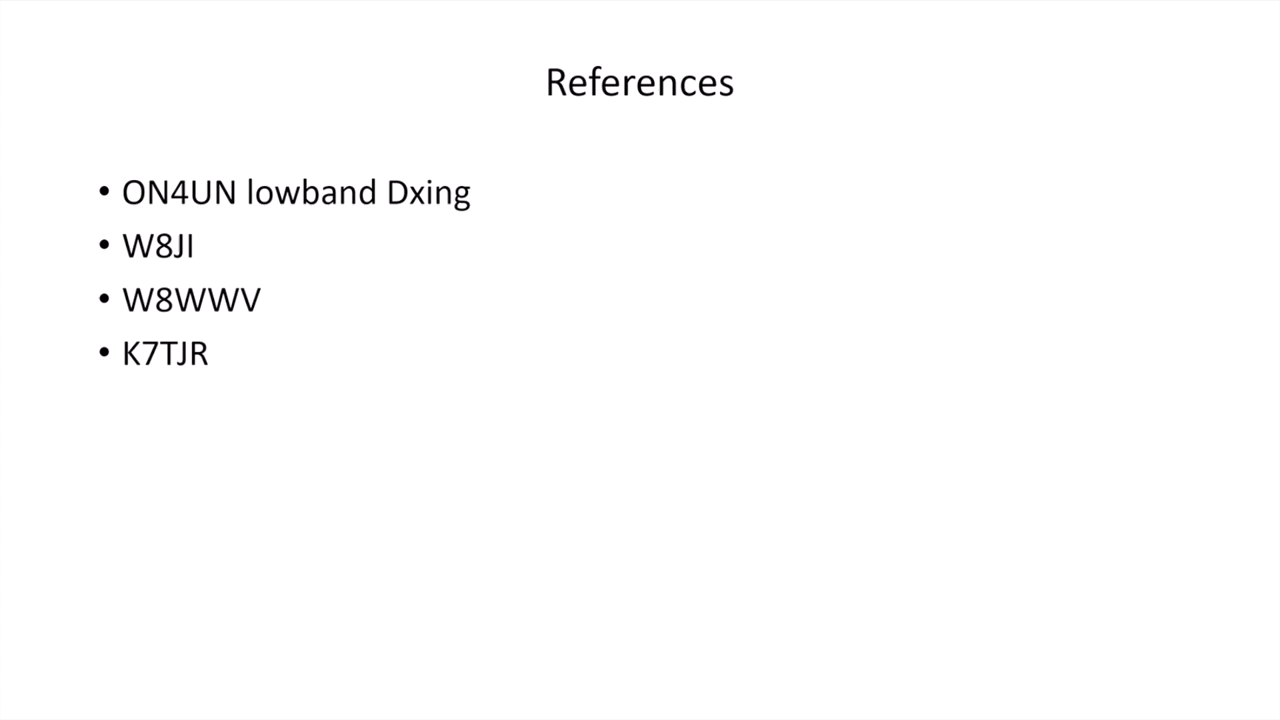 References
• ON4UN lowband Dxing
• W8JI
• W8WWV
• K7TJR